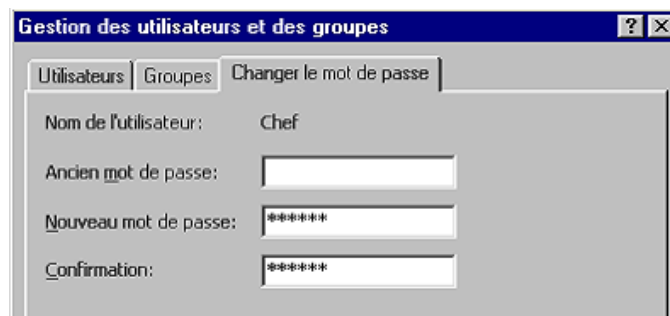 Gestion des utilisateurs et des groupes
Utilisateurs Groupes Changer le mot de passe
Nom de l'utilisateur: Chef
Ancien mot de passe:
Nouveau mot de passe: ******
Confirmation: ******